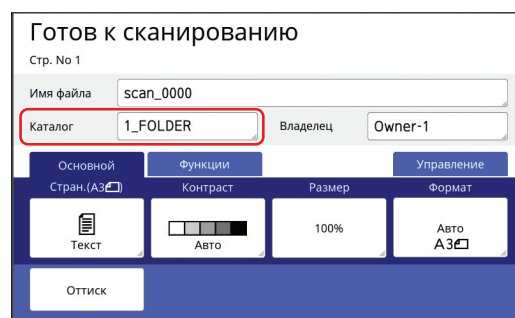 Готов к сканированию
Стр. No 1
Имя файла scan_0000
Каталог 1_FOLDER Владелец Owner-1
Основной Функции Управление
Стран.(A3) Контраст Размер Формат
Текст Авто 100% Авто A3
Оттиск